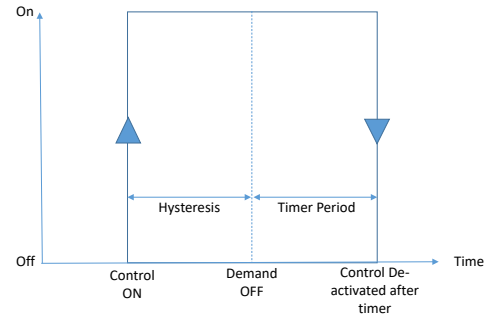 On
Hysteresis
Timer Period
Off
Time
Control
ON
Demand
OFF
Control De-
activated after
timer